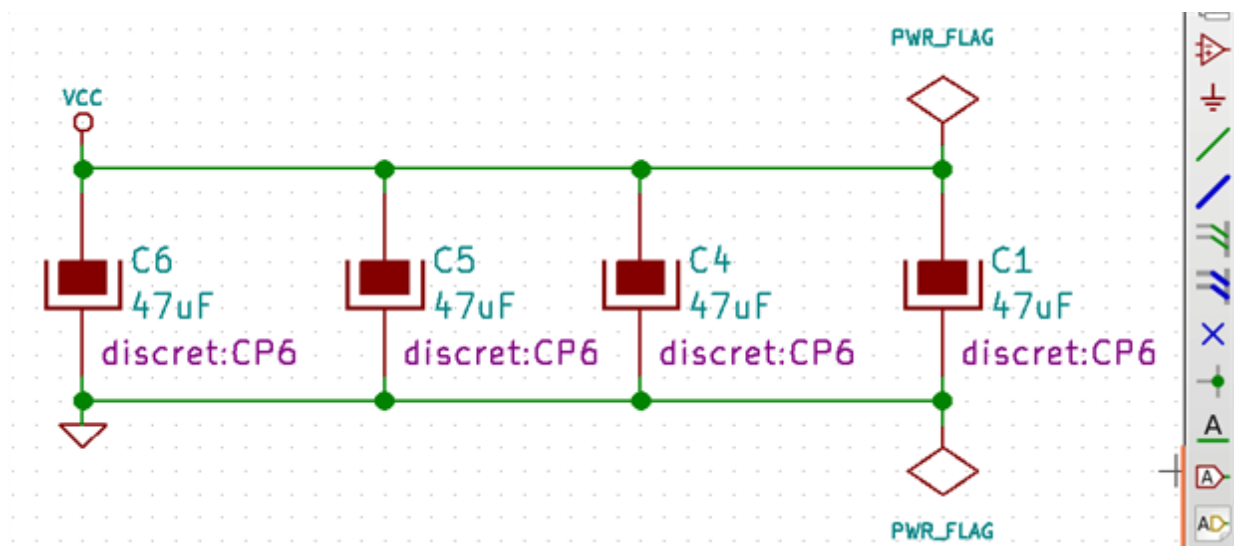 PWR_FLAG
VCC
C6
47uF
discret:CP6
C5
47uF
discret:CP6
C4
47uF
discret:CP6
C1
47uF
discret:CP6
PWR_FLAG
A
A
AD